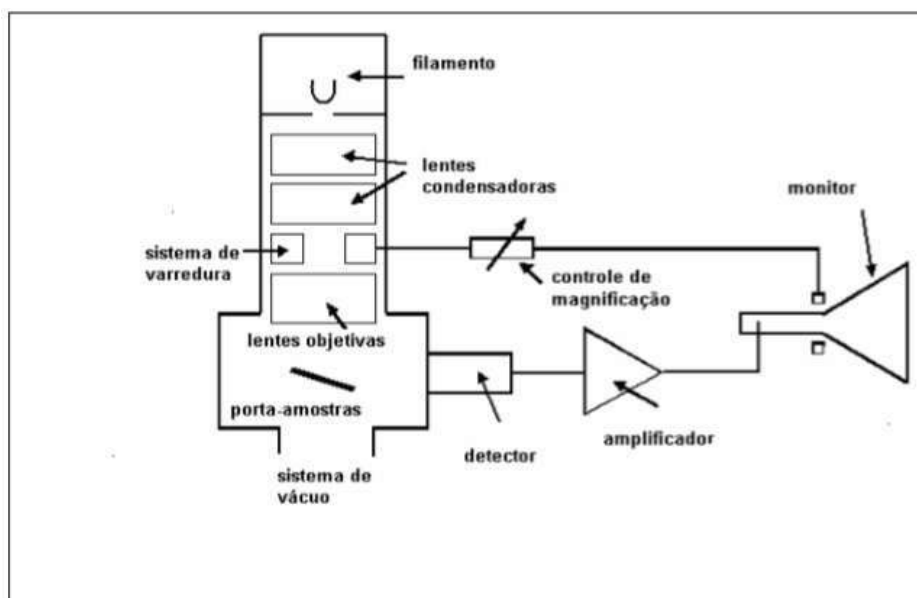 filamento
lentes
condensadoras
monitor
sistema de
varredura
controle de
magnificação
lentes objetivas
porta-amostras
amplificador
detector
sistema de
vácuo